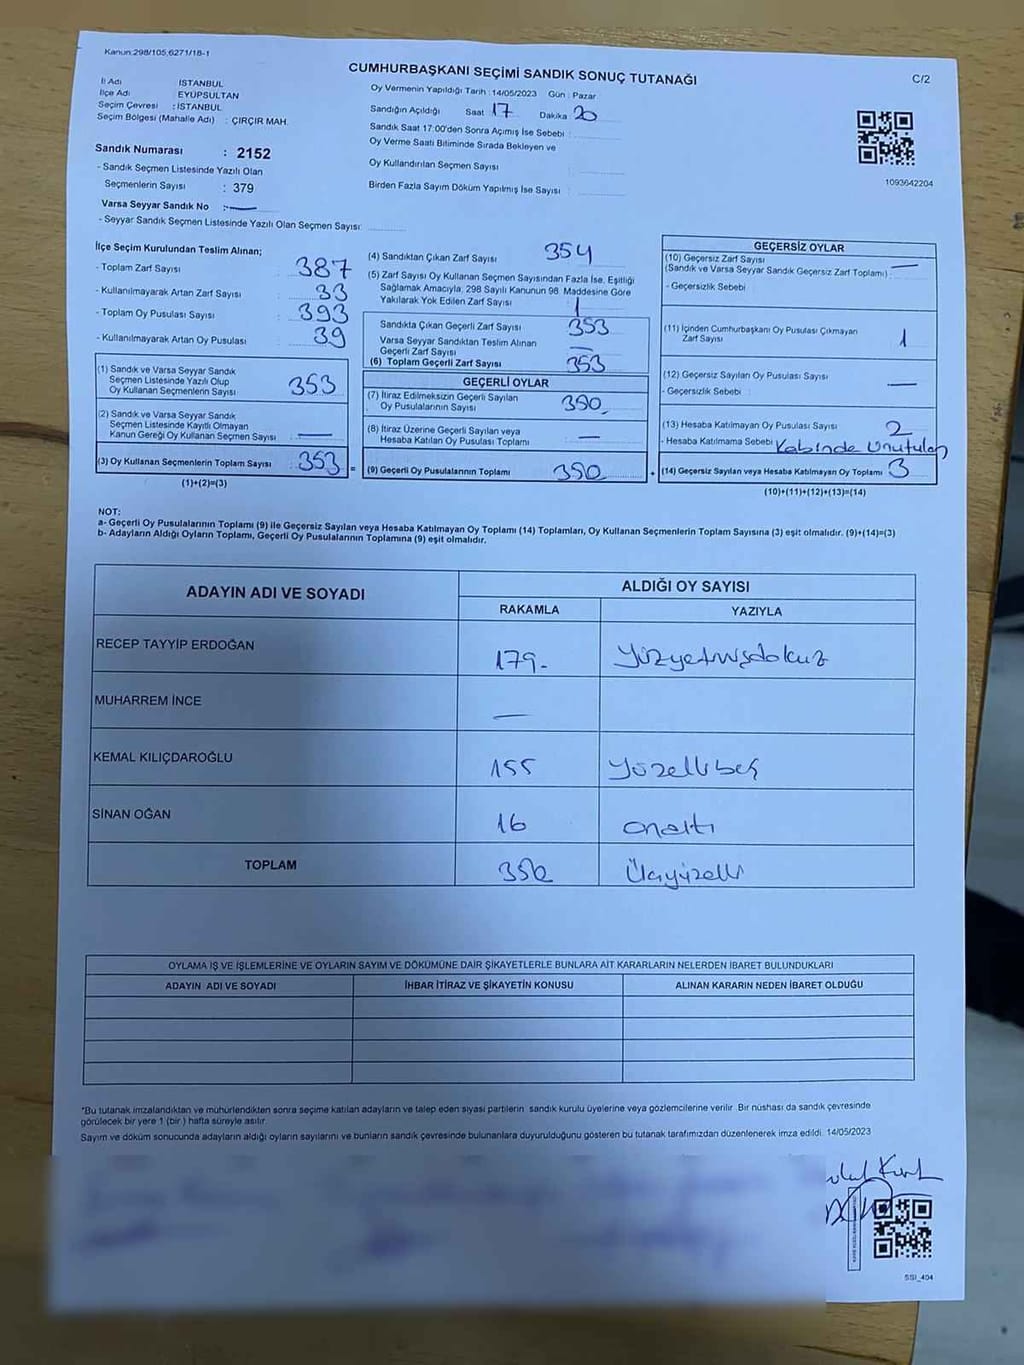 Kanun:298/105,6271/18-1
CUMHURBAŞKANI SEÇİMİ SANDIK SONUÇ TUTANAĞI
C/2
İl Adı İSTANBUL
İlçe Adı EYÜPSULTAN
Seçim Çevresi : İSTANBUL
Seçim Bölgesi (Mahalle Adı) : ÇIRÇIR MAH.
Oy Vermenin Yapıldığı Tarih :14/05/2023 Gün : Pazar
Sandığın Açıldığı Saat 17 Dakika 20
Sandık Saat 17:00'den Sonra Açımış İse Sebebi :
Oy Verme Saati Bitiminde Sırada Bekleyen ve
Oy Kullandırılan Seçmen Sayısı :
Birden Fazla Sayım Döküm Yapılmış İse Sayısı :
1093642204
Sandık Numarası : 2152
- Sandık Seçmen Listesinde Yazılı Olan
Seçmenlerin Sayısı : 379
Varsa Seyyar Sandık No :-
- Seyyar Sandık Seçmen Listesinde Yazılı Olan Seçmen Sayısı:
İlçe Seçim Kurulundan Teslim Alınan;
- Toplam Zarf Sayısı : 387
- Kullanılmayarak Artan Zarf Sayısı : 33
- Toplam Oy Pusulası Sayısı : 393
- Kullanılmayarak Artan Oy Pusulası : 39
(1) Sandık ve Varsa Seyyar Sandık
Seçmen Listesinde Yazılı Olup
Oy Kullanan Seçmenlerin Sayısı : 353
(2) Sandık ve Varsa Seyyar Sandık
Seçmen Listesinde Kayıtlı Olmayan
Kanun Gereği Oy Kullanan Seçmen Sayısı : —
(3) Oy Kullanan Seçmenlerin Toplam Sayısı : 353 =
(1)+(2)=(3)
(4) Sandıktan Çıkan Zarf Sayısı : 354
(5) Zarf Sayısı Oy Kullanan Seçmen Sayısından Fazla İse, Eşitliği
Sağlamak Amacıyla, 298 Sayılı Kanunun 98. Maddesine Göre
Yakılarak Yok Edilen Zarf Sayısı : 1
Sandıkta Çıkan Geçerli Zarf Sayısı : 353
Varsa Seyyar Sandıktan Teslim Alınan
Geçerli Zarf Sayısı : —
(6) Toplam Geçerli Zarf Sayısı : 353
GEÇERLİ OYLAR
(7) İtiraz Edilmeksizin Geçerli Sayılan
Oy Pusulalarının Sayısı : 350
(8) İtiraz Üzerine Geçerli Sayılan veya
Hesaba Katılan Oy Pusulası Toplamı : —
(9) Geçerli Oy Pusulalarının Toplamı : 350 +
GEÇERSİZ OYLAR
(10) Geçersiz Zarf Sayısı
(Sandık ve Varsa Seyyar Sandık Geçersiz Zarf Toplamı) : —
- Geçersizlik Sebebi :
(11) İçinden Cumhurbaşkanı Oy Pusulası Çıkmayan
Zarf Sayısı : 1
(12) Geçersiz Sayılan Oy Pusulası Sayısı : —
- Geçersizlik Sebebi :
(13) Hesaba Katılmayan Oy Pusulası Sayısı : 2
- Hesaba Katılmama Sebebi : Kabinde Unutulan
(14) Geçersiz Sayılan veya Hesaba Katılmayan Oy Toplamı : 3
(10)+(11)+(12)+(13)=(14)
NOT:
a- Geçerli Oy Pusulalarının Toplamı (9) ile Geçersiz Sayılan veya Hesaba Katılmayan Oy Toplamı (14) Toplamları, Oy Kullanan Seçmenlerin Toplam Sayısına (3) eşit olmalıdır. (9)+(14)=(3)
b- Adayların Aldığı Oyların Toplamı, Geçerli Oy Pusulalarının Toplamına (9) eşit olmalıdır.
ADAYIN ADI VE SOYADI
ALDIĞI OY SAYISI
RAKAMLA YAZIYLA
RECEP TAYYİP ERDOĞAN 179- Yüzyetmişdokuz
MUHARREM İNCE —
KEMAL KILIÇDAROĞLU 155 Yüzellibeş
SİNAN OĞAN 16 onaltı
TOPLAM 350 Üçyüzelli
OYLAMA İŞ VE İŞLEMLERİNE VE OYLARIN SAYIM VE DÖKÜMÜNE DAİR ŞİKAYETLERLE BUNLARA AİT KARARLARIN NELERDEN İBARET BULUNDUKLARI
ADAYIN ADI VE SOYADI İHBAR İTİRAZ VE ŞİKAYETİN KONUSU ALINAN KARARIN NEDEN İBARET OLDUĞU
*Bu tutanak imzalandıktan ve mühürlendikten sonra seçime katılan adayların ve talep eden siyasi partilerin sandık kurulu üyelerine veya gözlemcilerine verilir. Bir nüshası da sandık çevresinde
görülecek bir yere 1 (bir ) hafta süreyle asılır.
Sayım ve döküm sonucunda adayların aldığı oyların sayılarını ve bunların sandık çevresinde bulunanlara duyurulduğunu gösteren bu tutanak tarafımızdan düzenlenerek imza edildi. 14/05/2023
SSI_404